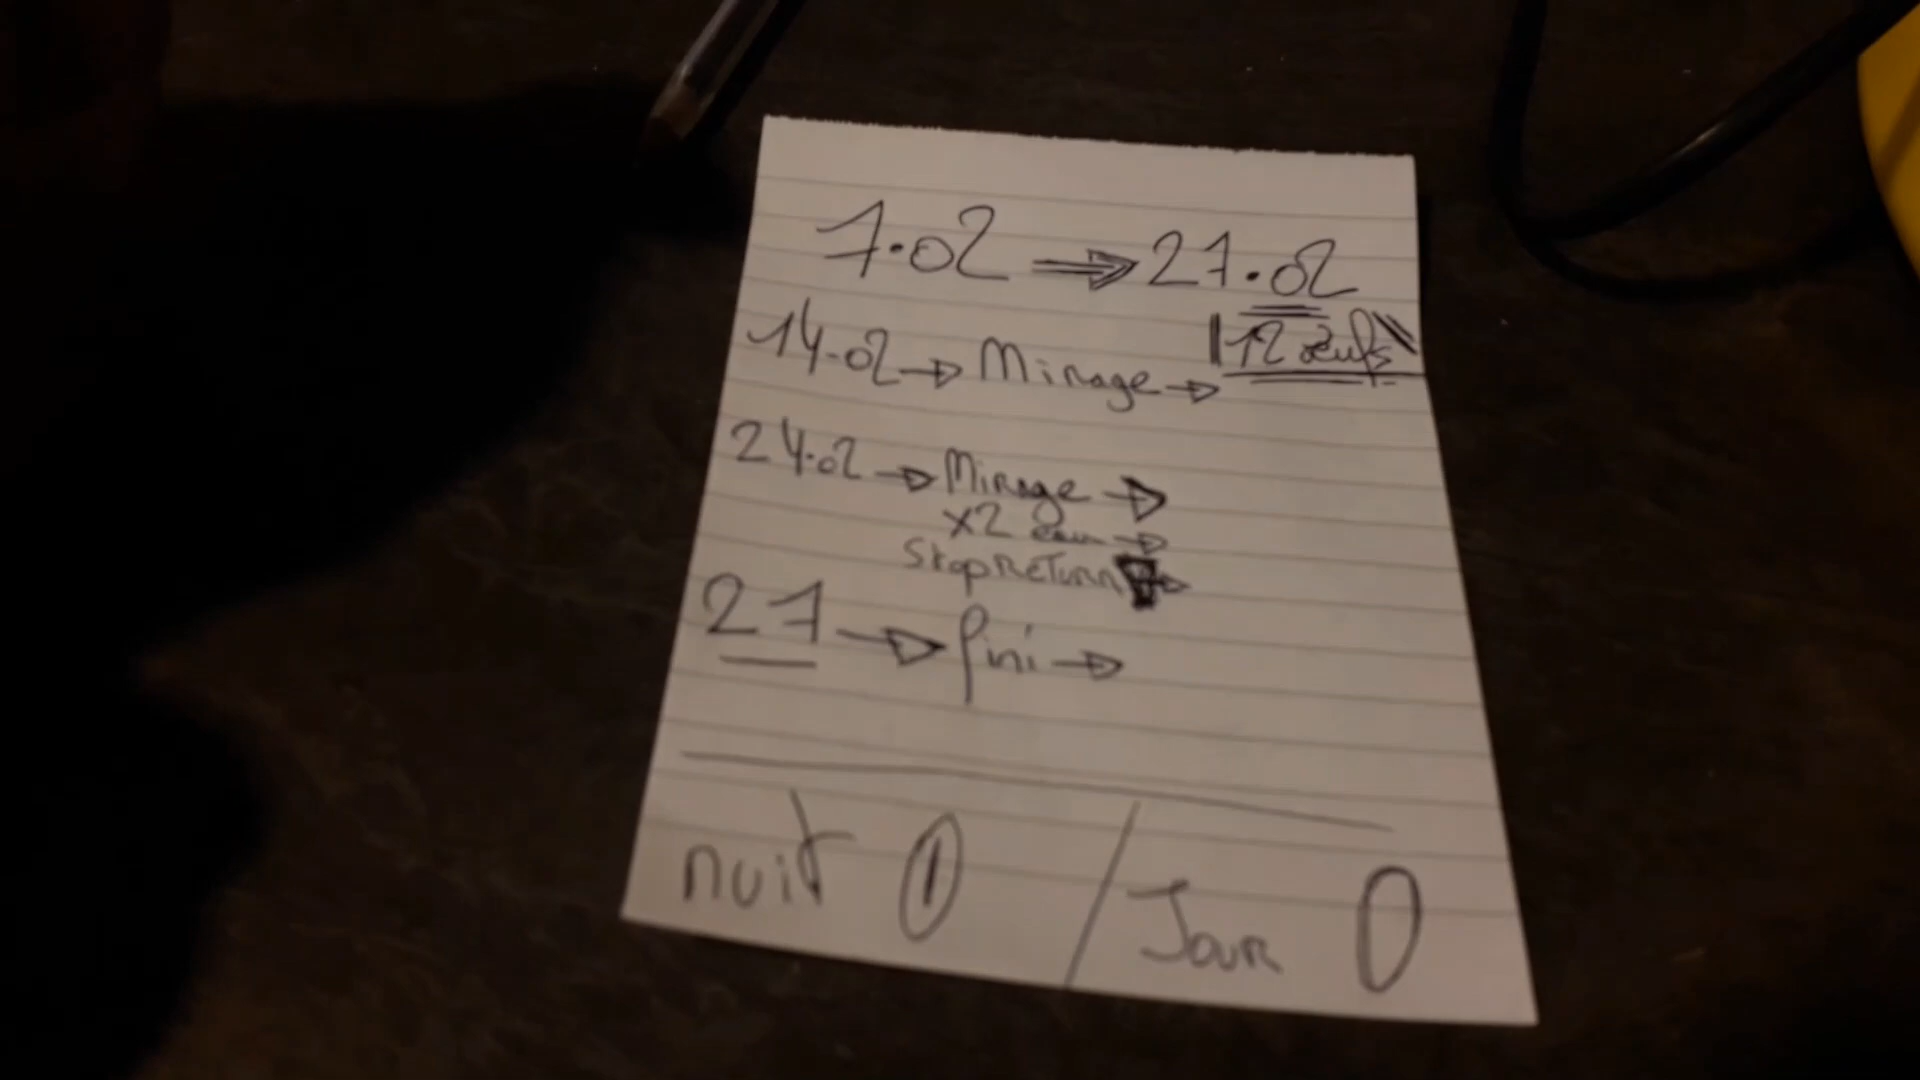 7.02 ⇒ 27.02
12 œufs
14.02 → Mirage →
24.02 → Mirage →
x2 eau →
Stop Return →
27 → fini →
nuit ① / Jour 0